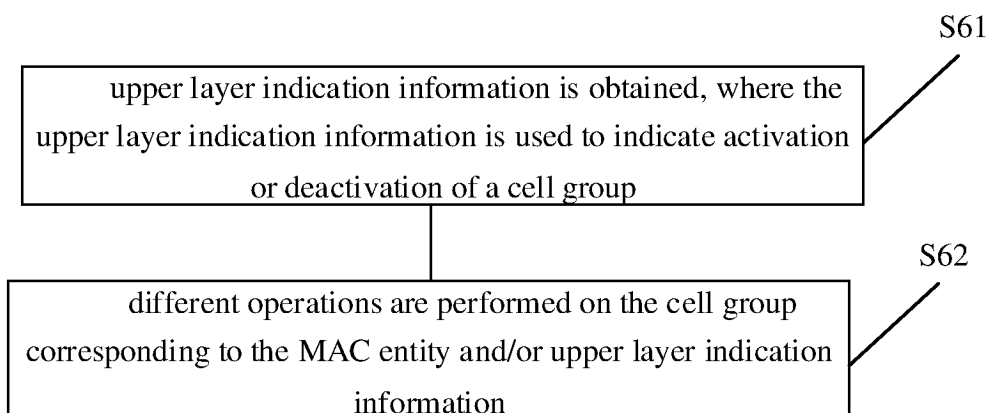 S61
upper layer indication information is obtained, where the
upper layer indication information is used to indicate activation
or deactivation of a cell group
S62
different operations are performed on the cell group
corresponding to the MAC entity and/or upper layer indication
information